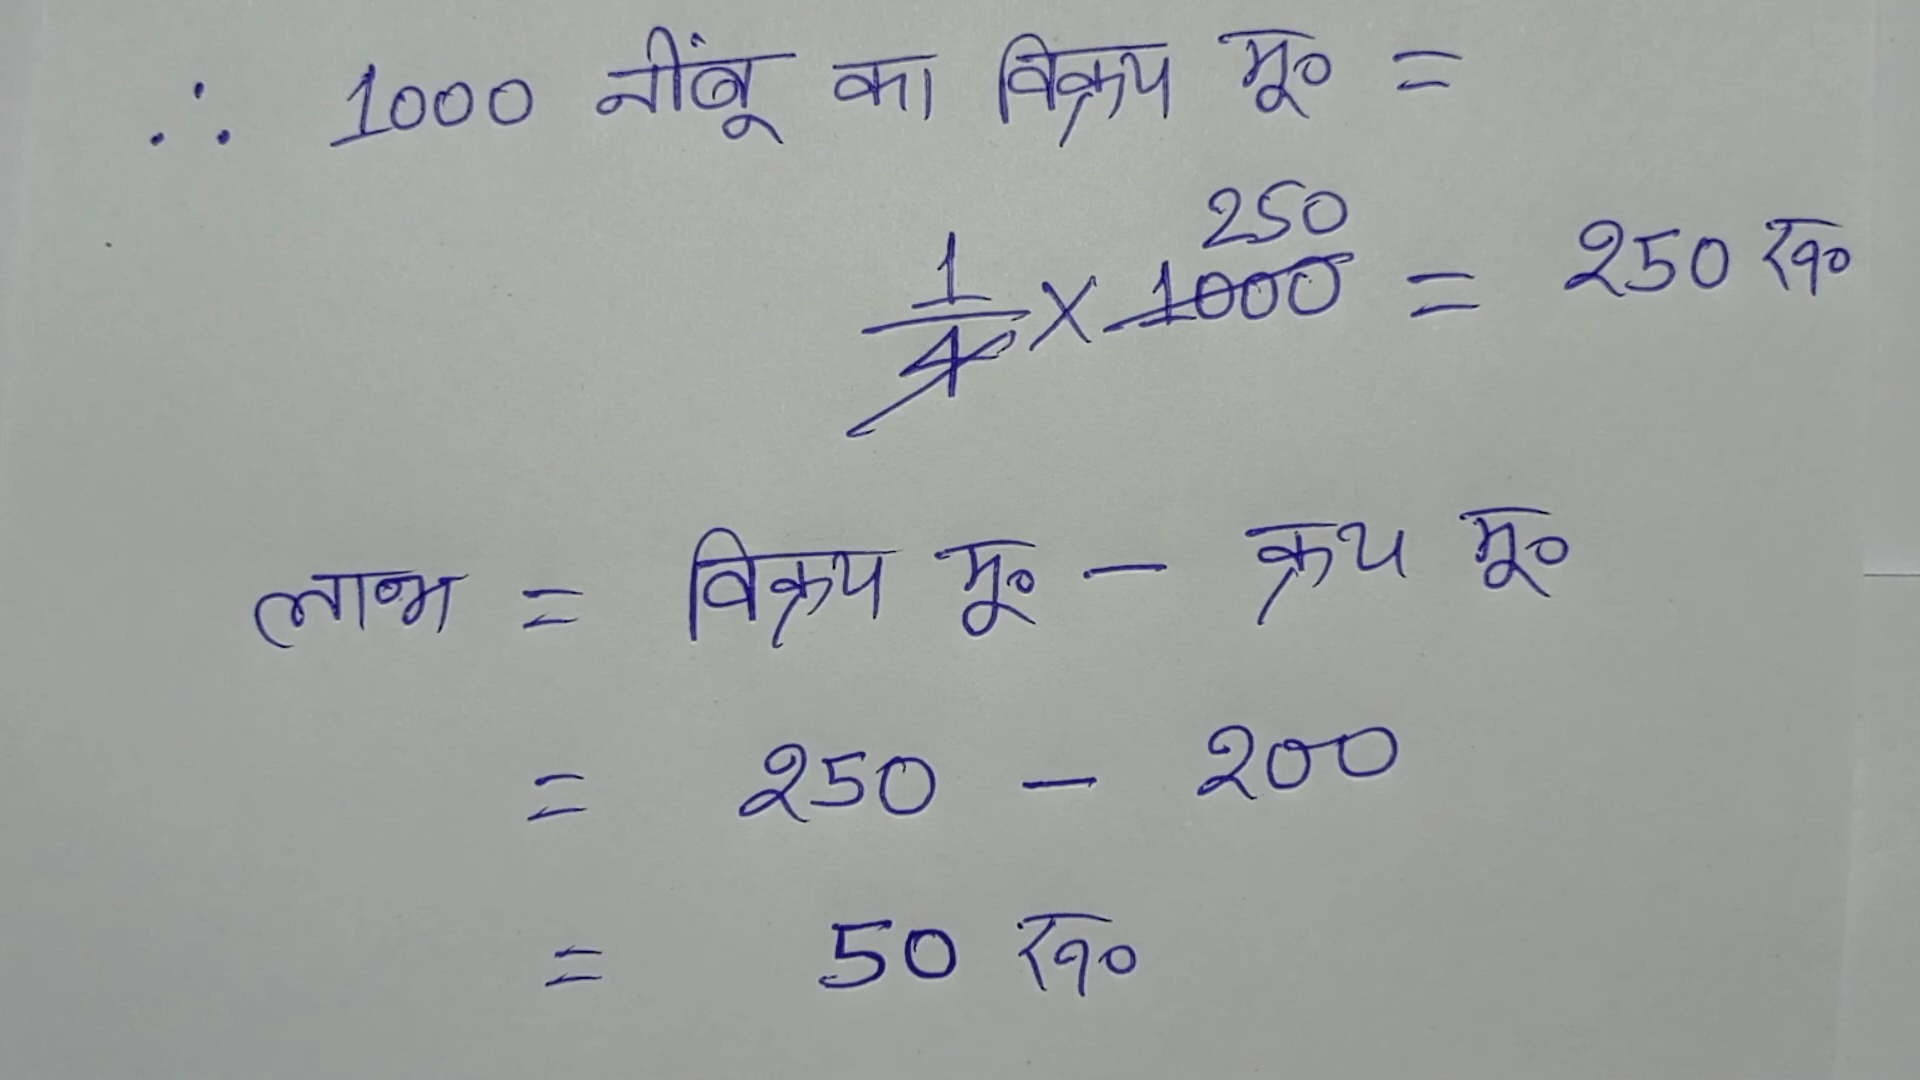 ∴ 1000 नींबू का विक्रय मू० =
250
1/4 × 1000 = 250 रू०
लाभ = विक्रय मू० - क्रय मू०
= 250 - 200
= 50 रू०